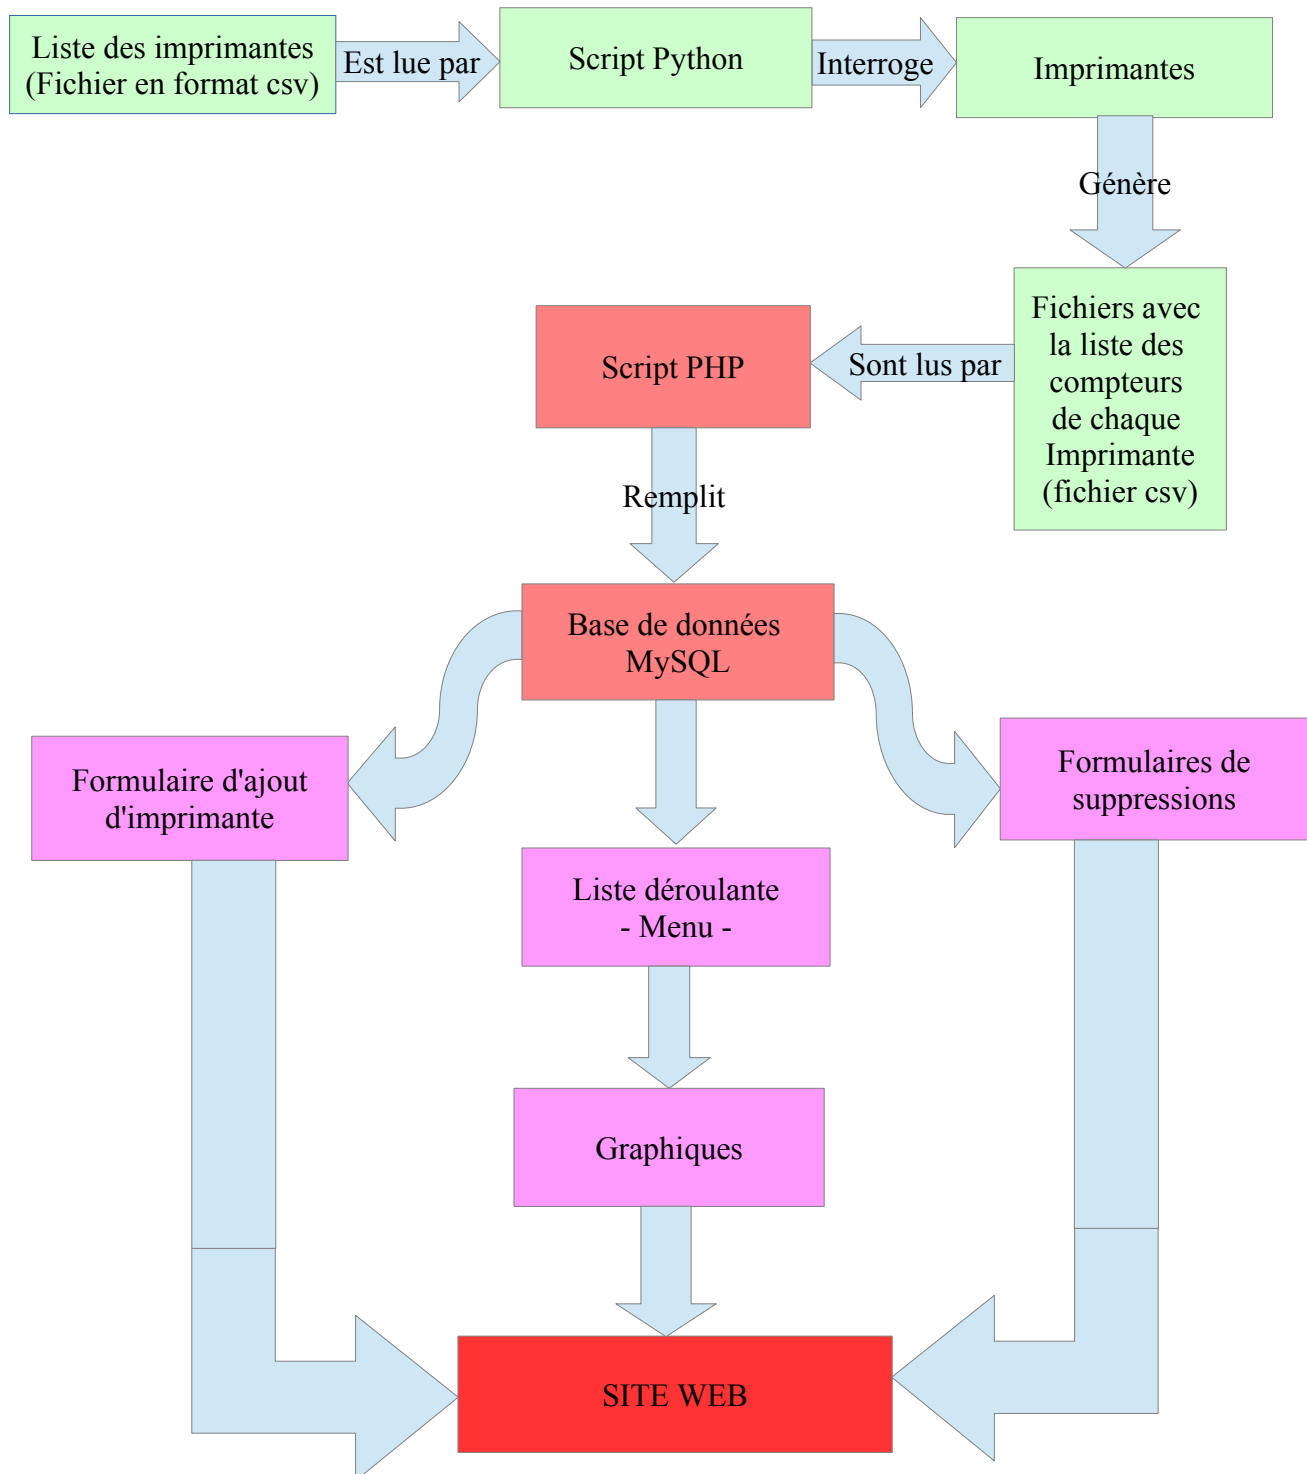 Liste des imprimantes
(Fichier en format csv)
Est lue par
Script Python
Interroge
Imprimantes
Génère
Fichiers avec
la liste des
compteurs
de chaque
Imprimante
(fichier csv)
Sont lus par
Script PHP
Remplit
Base de données
MySQL
Formulaire d'ajout
d'imprimante
Formulaires de
suppressions
Liste déroulante
- Menu -
Graphiques
SITE WEB